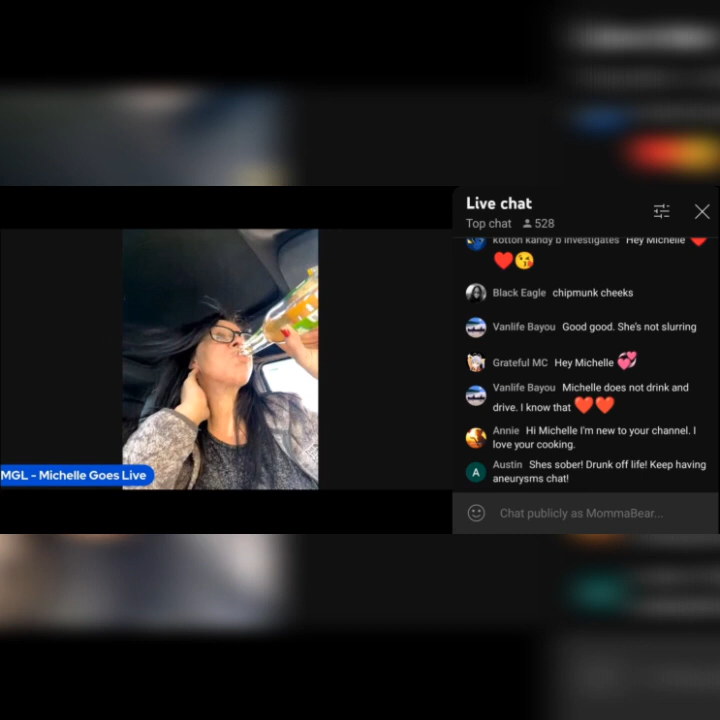 Live chat
Top chat 528
kotton kandy b investigates Hey Michelle ❤️
❤️😘
Black Eagle chipmunk cheeks
Vanlife Bayou Good good. She's not slurring
Grateful MC Hey Michelle 💞
Vanlife Bayou Michelle does not drink and
drive. I know that ❤️❤️
Annie Hi Michelle I'm new to your channel. I
love your cooking.
A Austin Shes sober! Drunk off life! Keep having
aneurysms chat!
MGL - Michelle Goes Live
Chat publicly as MommaBear...